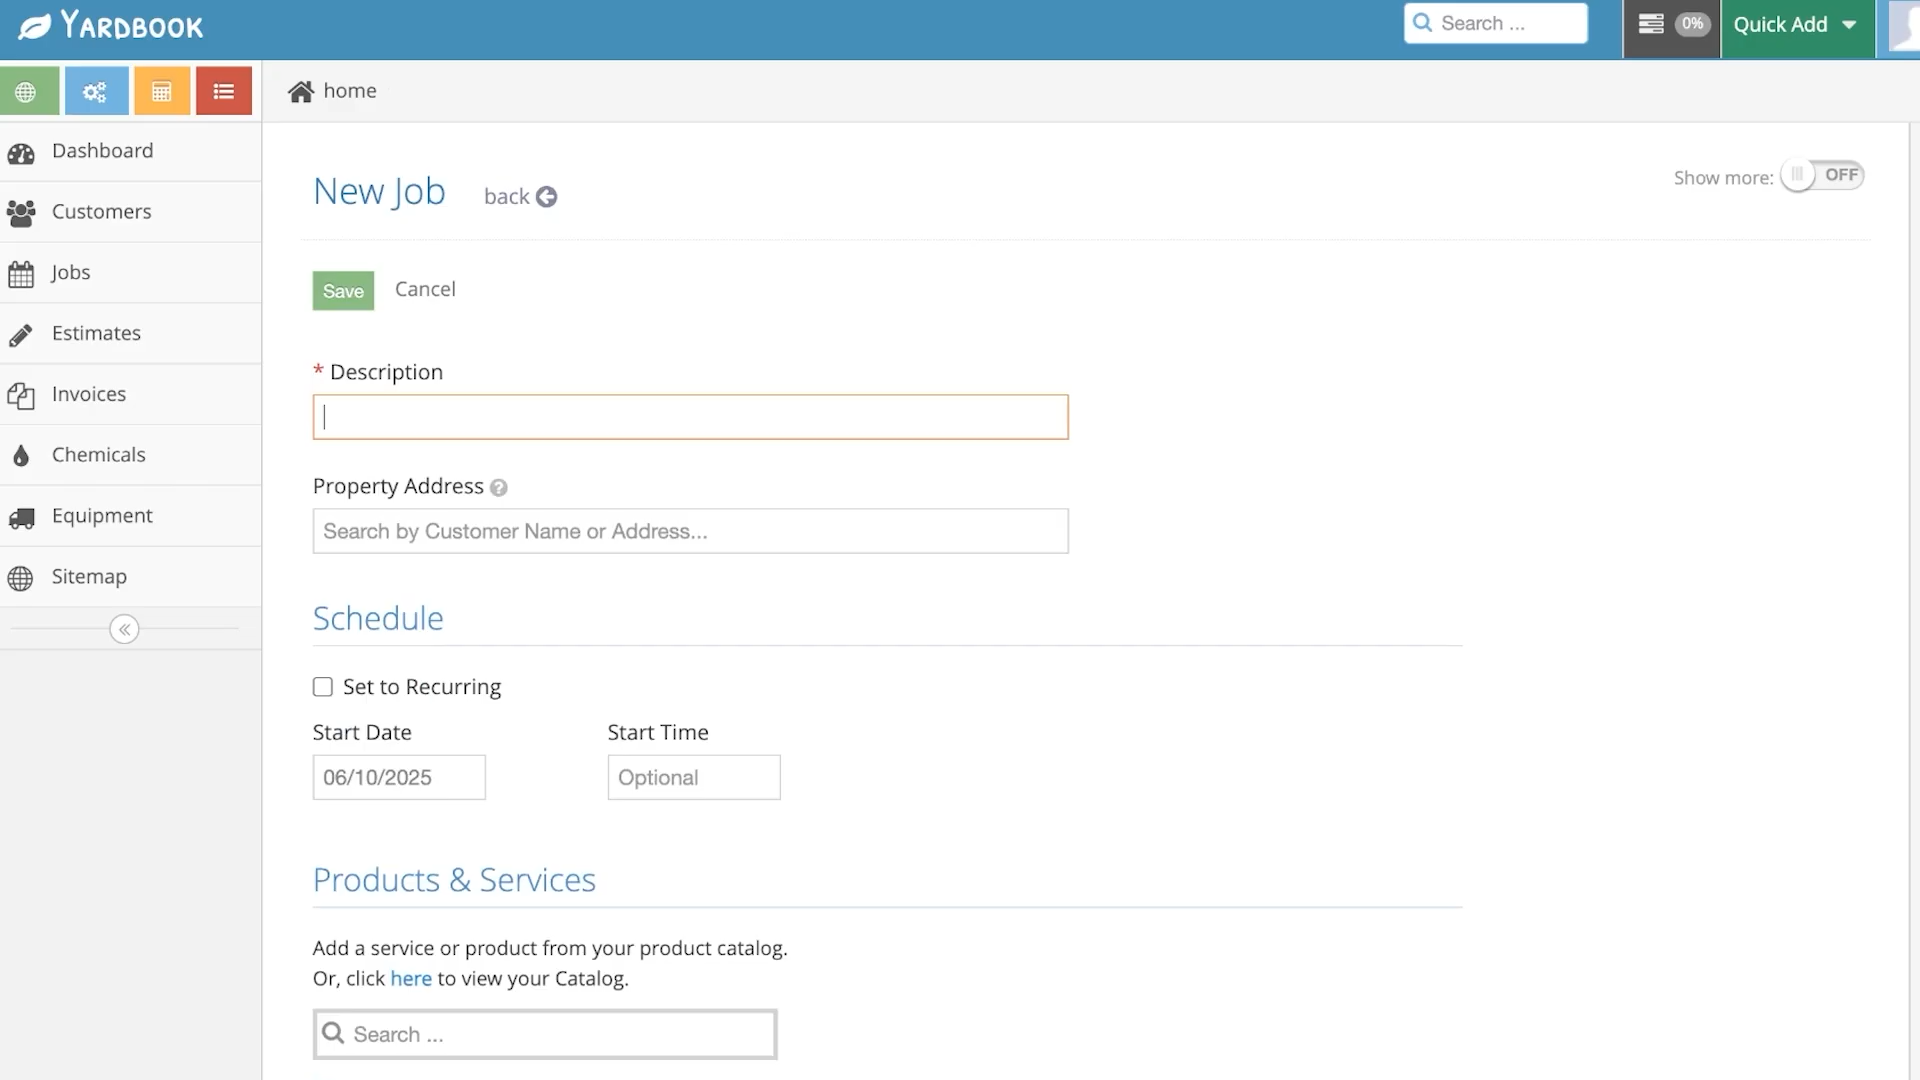 YARDBOOK
Search ...
0%
Quick Add
home
Dashboard
Customers
Jobs
Estimates
Invoices
Chemicals
Equipment
Sitemap
New Job
back
Show more:
OFF
Save
Cancel
* Description
Property Address
Search by Customer Name or Address...
Schedule
Set to Recurring
Start Date
Start Time
06/10/2025
Optional
Products & Services
Add a service or product from your product catalog.
Or, click here to view your Catalog.
Search ...